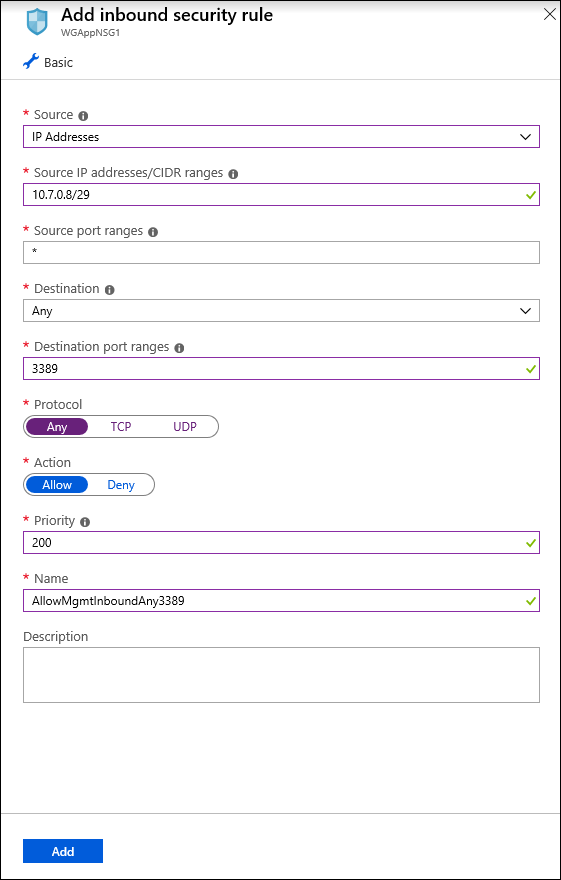 Add inbound security rule
WGAppNSG1
Basic
* Source
IP Addresses
* Source IP addresses/CIDR ranges
10.7.0.8/29
* Source port ranges
*
* Destination
Any
* Destination port ranges
3389
* Protocol
Any TCP UDP
* Action
Allow Deny
* Priority
200
* Name
AllowMgmtInboundAny3389
Description
Add